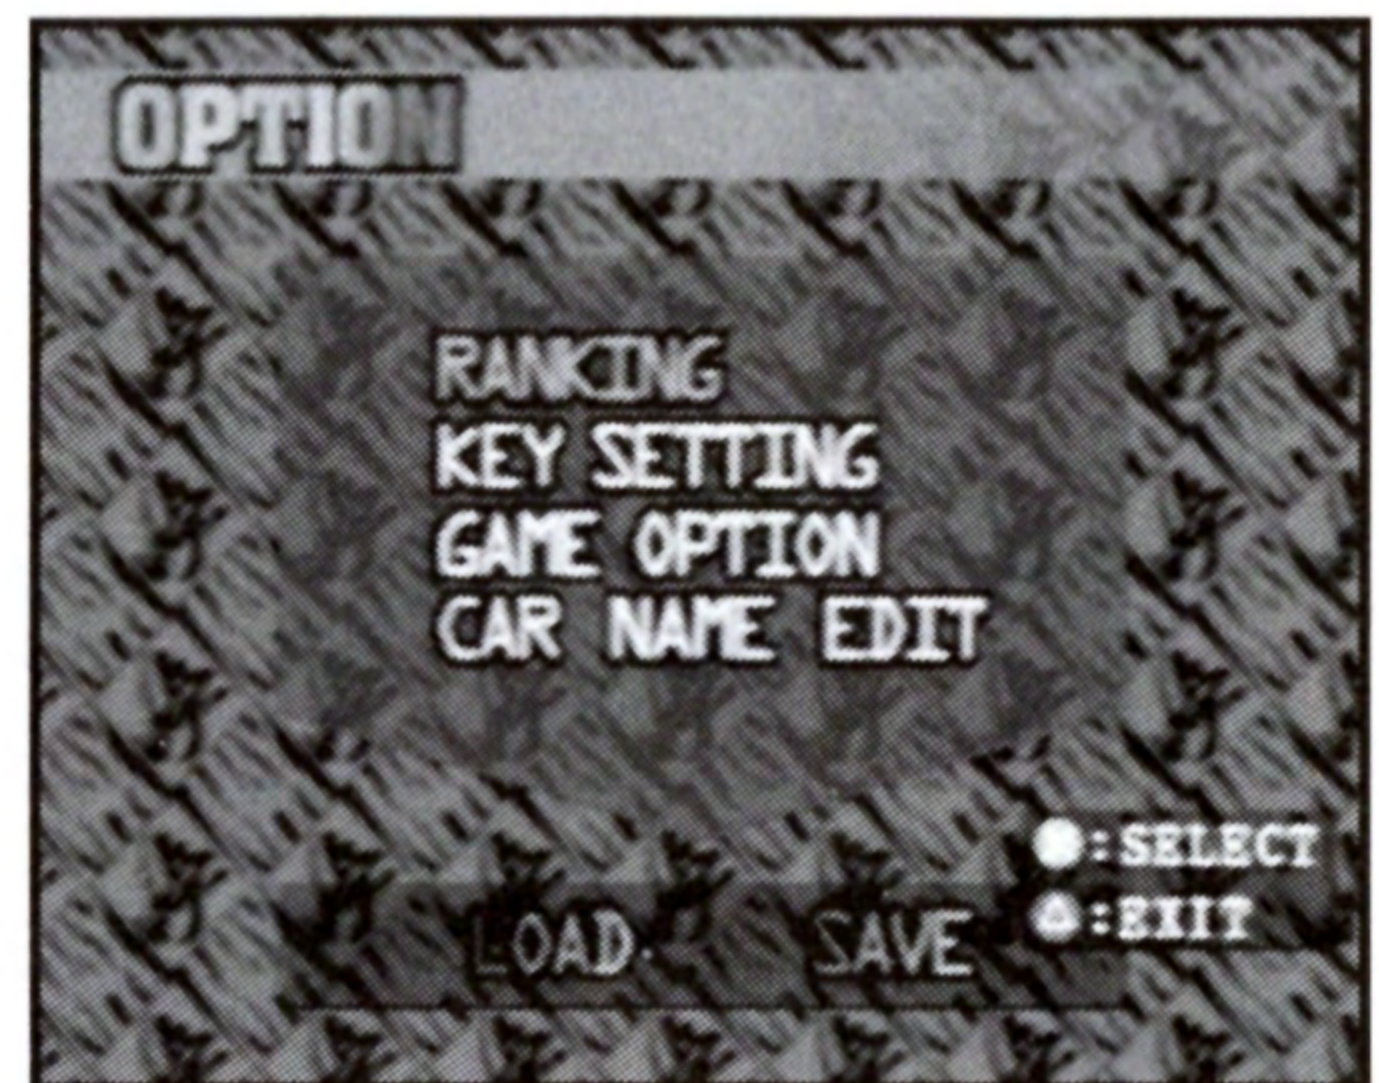 OPTION
RANKING
KEY SETTING
GAME OPTION
CAR NAME EDIT
●:SELECT
LOAD SAVE
△:EXIT